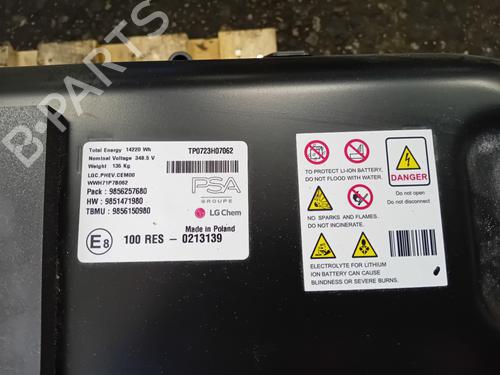 B-PARTS
Total Energy 14220 Wh
Nominal Voltage 348.5 V
Weight 136 Kg
LGC_PHEV.CEM00
WWH71P7B062
Pack : 9856257680
HW : 9851471980
TBMU : 9856150980
TP0723H07062
PSA
GROUPE
LG Chem
Made in Poland
E8 100 RES - 0213139
TO PROTECT LI-ION BATTERY,
DO NOT FLOOD WITH WATER.
NO SPARKS AND FLAMES.
DO NOT INCINERATE.
ELECTROLYTE FOR LITHIUM
ION BATTERY CAN CAUSE
BLINDNESS OR SEVERE BURNS.
DANGER
Do not open
Do not disconnect